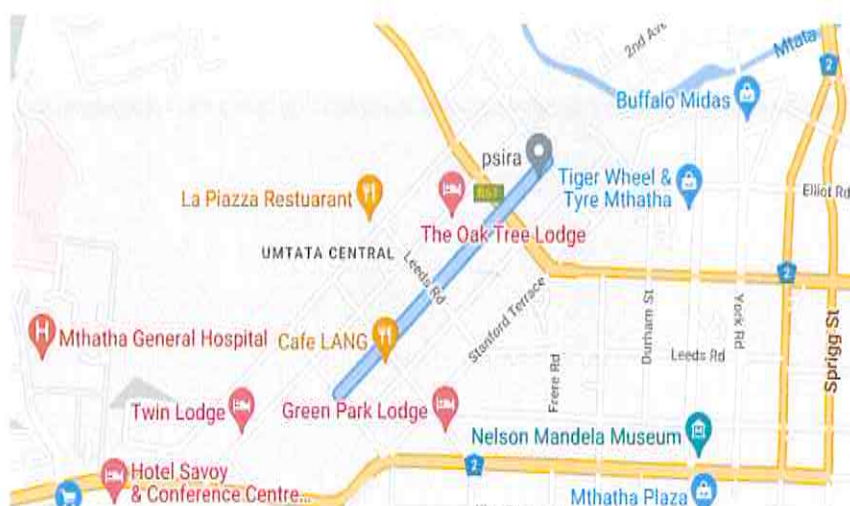 2nd Ave
Mtata
2
Buffalo Midas
psira
Tiger Wheel &
Tyre Mthatha
La Piazza Restuarant
R61
Elliot Rd
The Oak Tree Lodge
UMTATA CENTRAL
Leeds Rd
2
Stanford Terrace
Durham St
York Rd
Sprigg St
Mthatha General Hospital
Cafe LANG
Leeds Rd
Frere Rd
Twin Lodge
Green Park Lodge
Nelson Mandela Museum
2
Hotel Savoy
& Conference Centre...
Mthatha Plaza